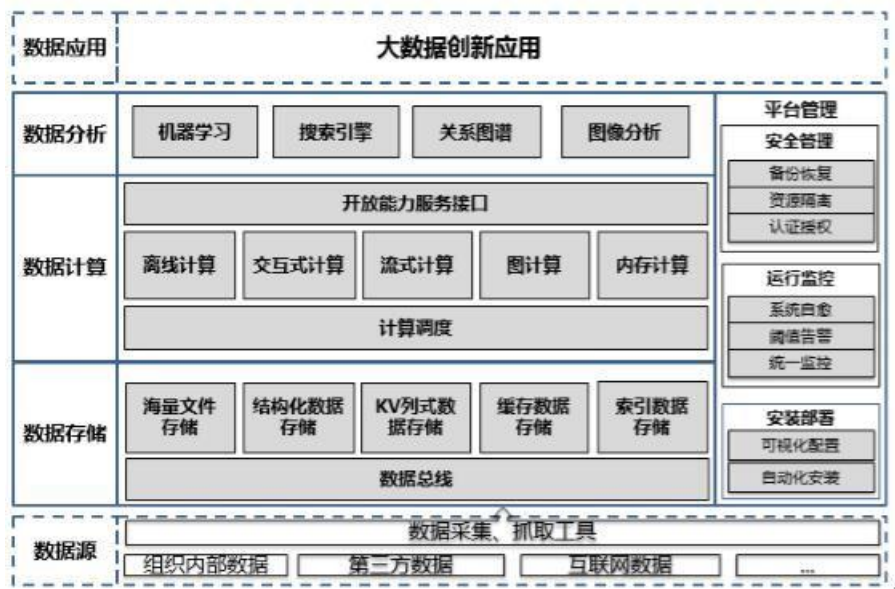 数据应用
大数据创新应用
数据分析
机器学习
搜索引擎
关系图谱
图像分析
数据计算
开放能力服务接口
离线计算
交互式计算
流式计算
图计算
内存计算
计算调度
数据存储
海量文件
存储
结构化数据
存储
KV列式数
据存储
缓存数据
存储
索引数据
存储
数据总线
平台管理
安全管理
备份恢复
资源隔离
认证授权
运行监控
系统自愈
阈值告警
统一监控
安装部署
可视化配置
自动化安装
数据源
数据采集、抓取工具
组织内部数据
第三方数据
互联网数据
...